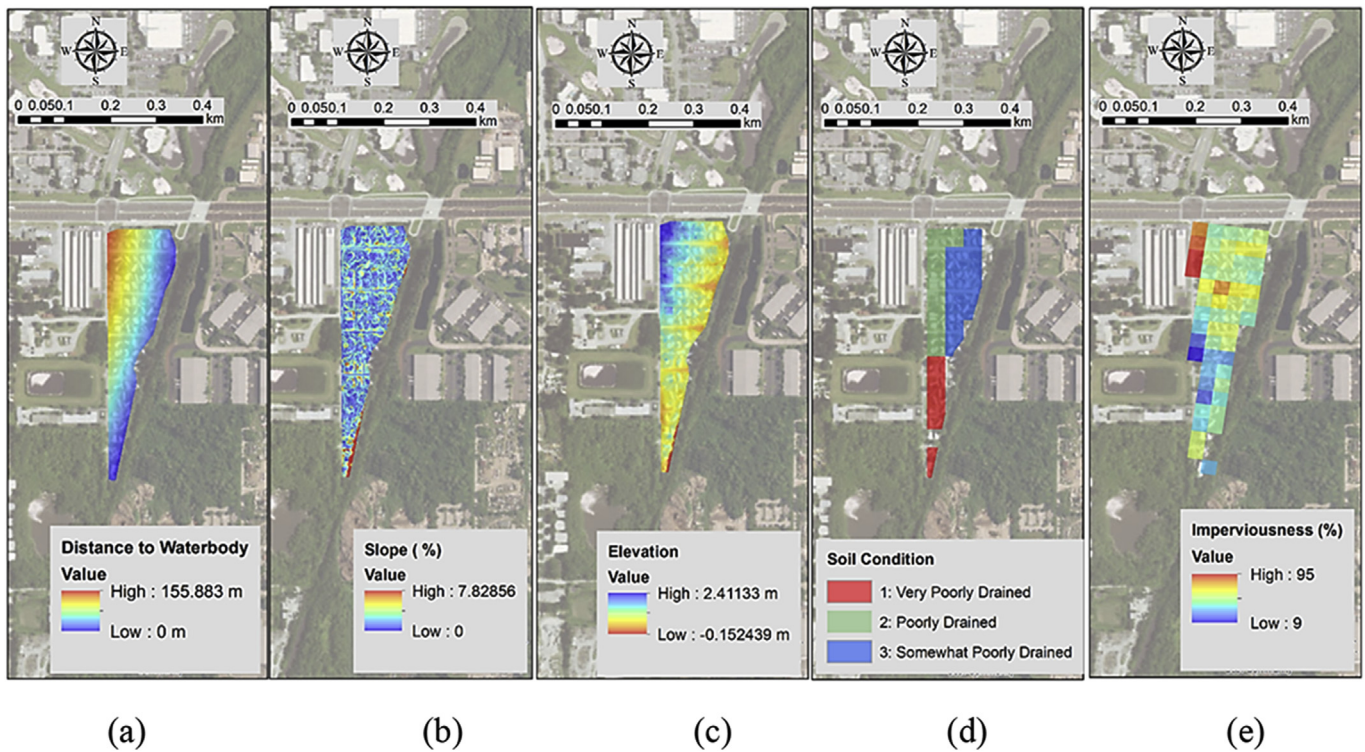 N
W E
S
0 0.050.1 0.2 0.3 0.4
km
Distance to Waterbody
Value
High : 155.883 m
Low : 0 m
(a)
N
W E
S
0 0.050.1 0.2 0.3 0.4
km
Slope ( %)
Value
High : 7.82856
Low : 0
(b)
N
W E
S
0 0.050.1 0.2 0.3 0.4
km
Elevation
Value
High : 2.41133 m
Low : -0.152439 m
(c)
N
W E
S
0 0.050.1 0.2 0.3 0.4
km
Soil Condition
1: Very Poorly Drained
2: Poorly Drained
3: Somewhat Poorly Drained
(d)
N
W E
S
0 0.050.1 0.2 0.3 0.4
km
Imperviousness (%)
Value
High : 95
Low : 9
(e)